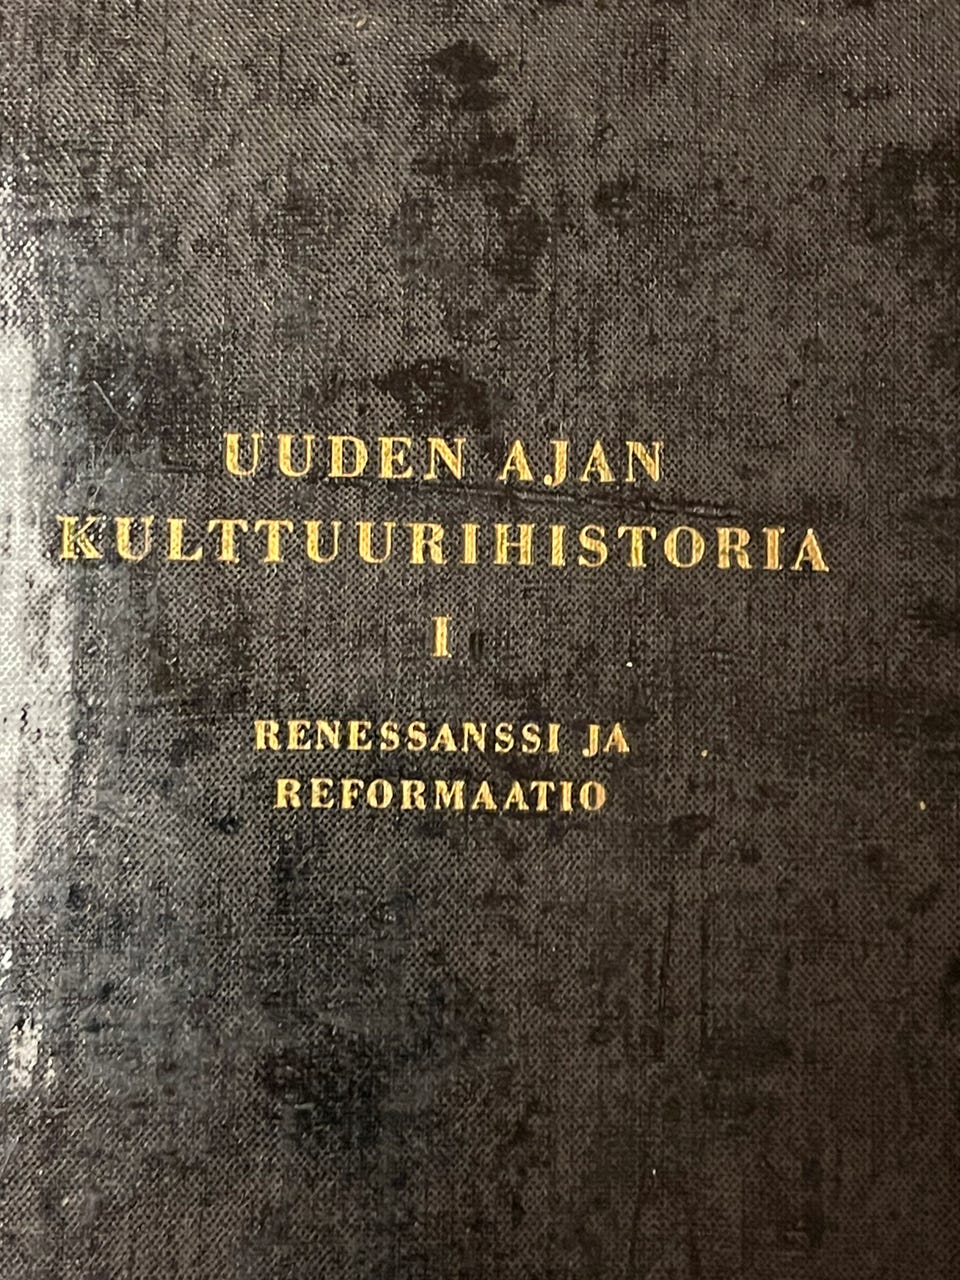 UUDEN AJAN
KULTTUURIHISTORIA
I
RENESSANSSI JA
REFORMAATIO